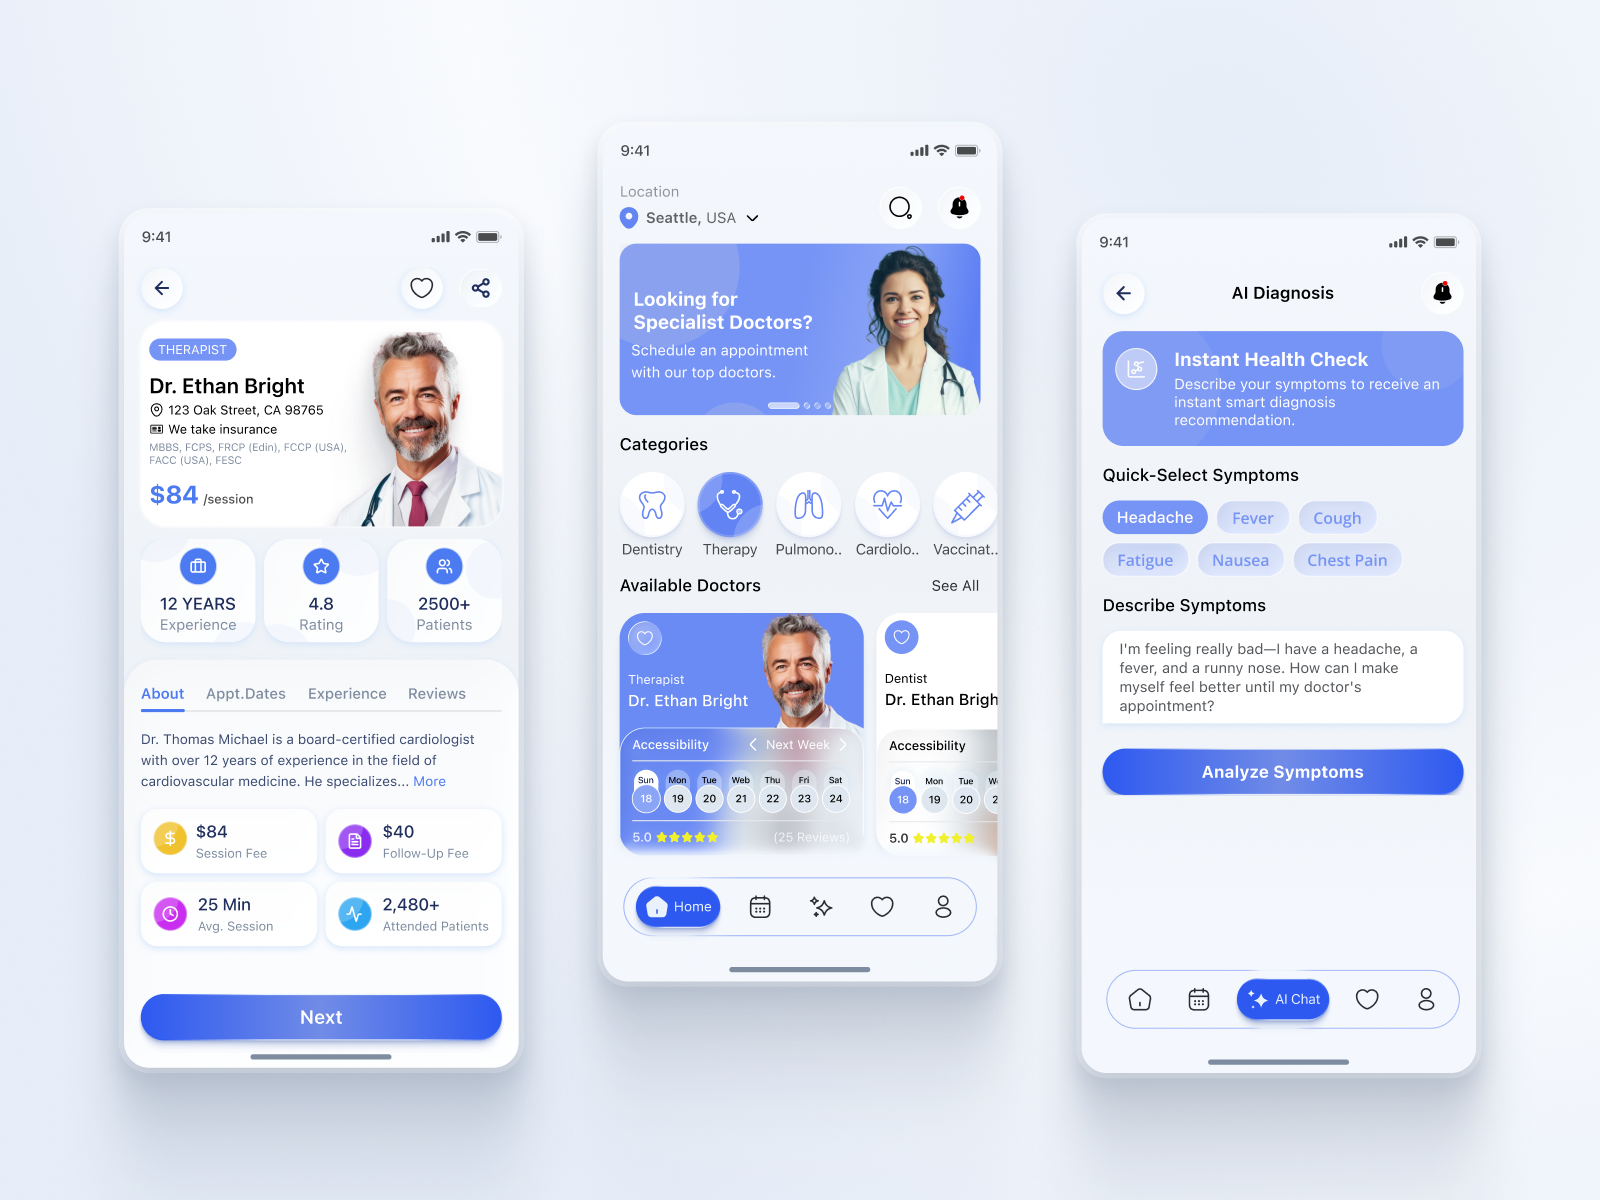 9:41
THERAPIST
Dr. Ethan Bright
123 Oak Street, CA 98765
We take insurance
MBBS, FCPS, FRCP (Edin), FCCP (USA),
FACC (USA), FESC
$84 /session
12 YEARS
Experience
4.8
Rating
2500+
Patients
About Appt.Dates Experience Reviews
Dr. Thomas Michael is a board-certified cardiologist
with over 12 years of experience in the field of
cardiovascular medicine. He specializes... More
$84
Session Fee
$40
Follow-Up Fee
25 Min
Avg. Session
2,480+
Attended Patients
Next
9:41
Location
Seattle, USA
Looking for
Specialist Doctors?
Schedule an appointment
with our top doctors.
Categories
Dentistry Therapy Pulmono.. Cardiolo.. Vaccinat..
Available Doctors See All
Therapist
Dr. Ethan Bright
Accessibility Next Week
Sun Mon Tue Web Thu Fri Sat
18 19 20 21 22 23 24
5.0 (25 Reviews)
Dentist
Dr. Ethan Brigh
Accessibility
Sun Mon Tue We
18 19 20 2
5.0
Home
9:41
AI Diagnosis
Instant Health Check
Describe your symptoms to receive an
instant smart diagnosis
recommendation.
Quick-Select Symptoms
Headache Fever Cough
Fatigue Nausea Chest Pain
Describe Symptoms
I'm feeling really bad—I have a headache, a
fever, and a runny nose. How can I make
myself feel better until my doctor's
appointment?
Analyze Symptoms
AI Chat